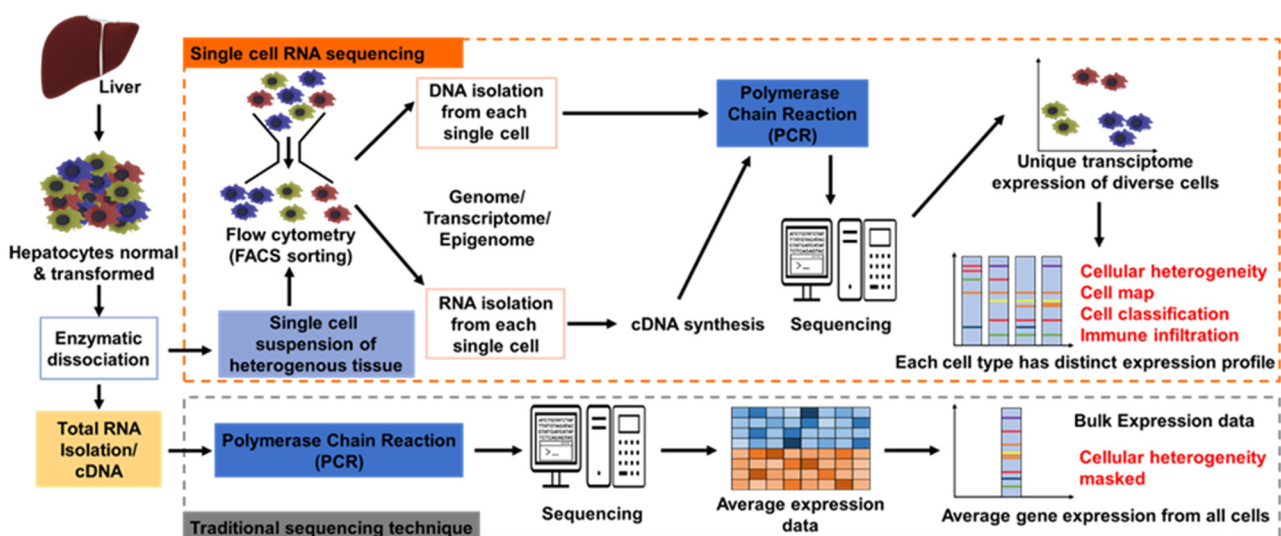 Liver
Hepatocytes normal
& transformed
Enzymatic
dissociation
Total RNA
Isolation/
cDNA
Single cell RNA sequencing
Flow cytometry
(FACS sorting)
Single cell
suspension of
heterogenous tissue
DNA isolation
from each
single cell
Genome/
Transcriptome/
Epigenome
RNA isolation
from each
single cell
cDNA synthesis
Polymerase
Chain Reaction
(PCR)
Sequencing
Unique transciptome
expression of diverse cells
Cellular heterogeneity
Cell map
Cell classification
Immune infiltration
Each cell type has distinct expression profile
Polymerase Chain Reaction
(PCR)
Sequencing
Average expression
data
Bulk Expression data
Cellular heterogeneity
masked
Average gene expression from all cells
Traditional sequencing technique